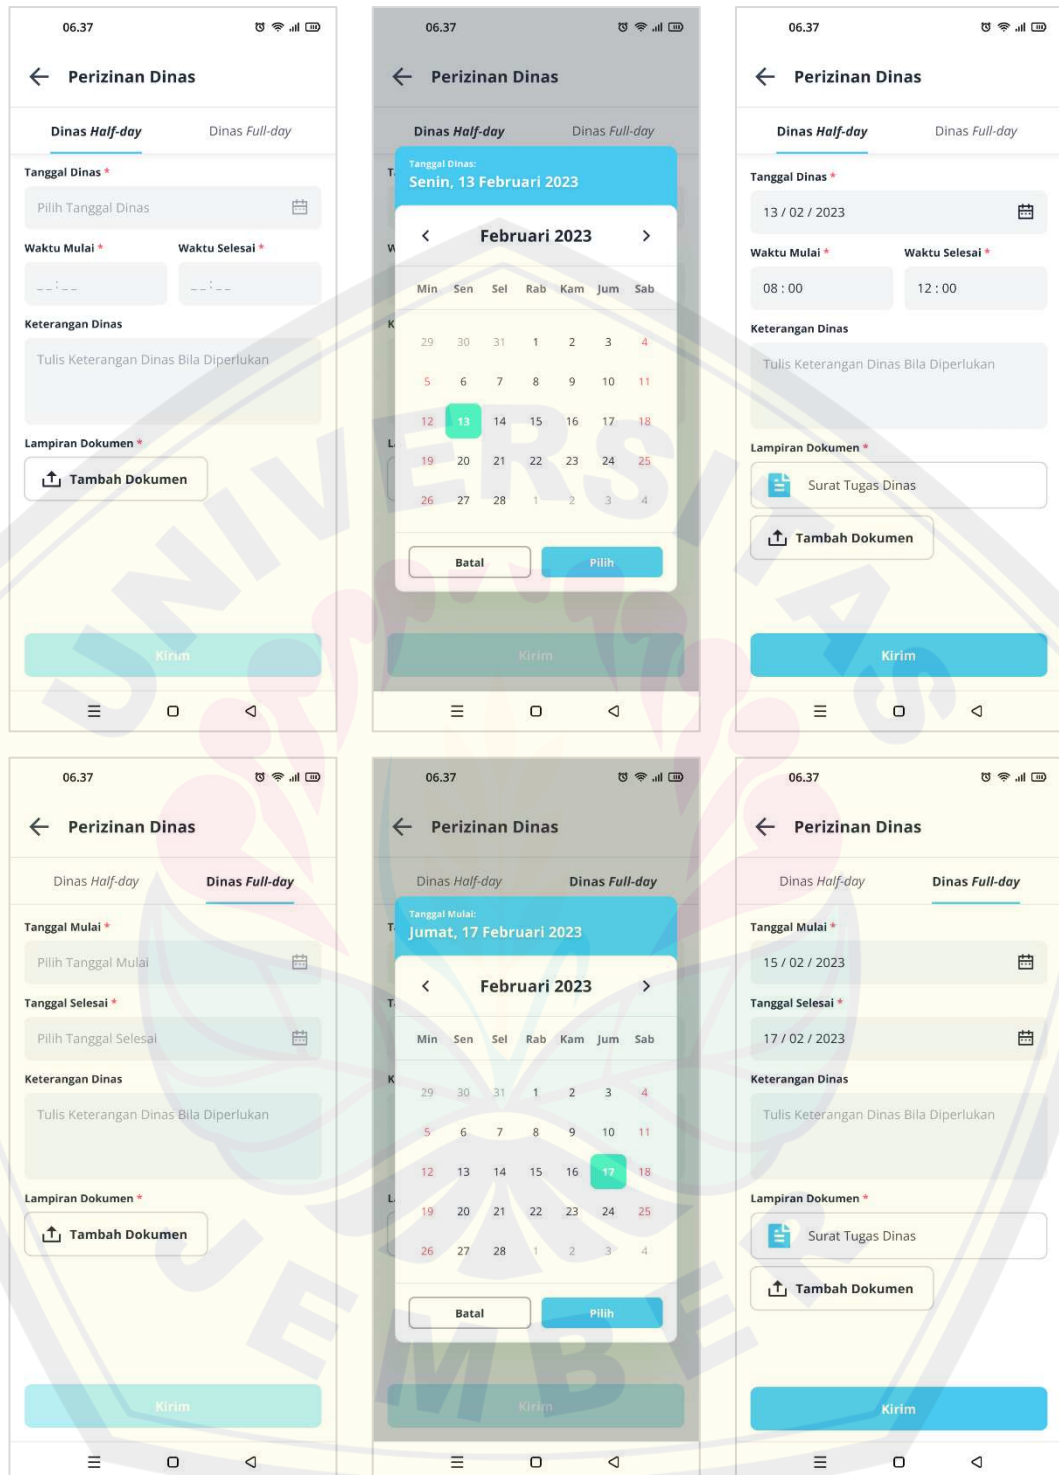 06.37
Perizinan Dinas
Dinas Half-day Dinas Full-day
Tanggal Dinas *
Pilih Tanggal Dinas
Waktu Mulai * Waktu Selesai *
__:__ __:__
Keterangan Dinas
Tulis Keterangan Dinas Bila Diperlukan
Lampiran Dokumen *
Tambah Dokumen
Kirim
06.37
Perizinan Dinas
Dinas Half-day Dinas Full-day
Tanggal Dinas:
Senin, 13 Februari 2023
Februari 2023
Min Sen Sel Rab Kam Jum Sab
29 30 31 1 2 3 4
5 6 7 8 9 10 11
12 13 14 15 16 17 18
19 20 21 22 23 24 25
26 27 28 1 2 3 4
Batal Pilih
Kirim
06.37
Perizinan Dinas
Dinas Half-day Dinas Full-day
Tanggal Dinas *
13 / 02 / 2023
Waktu Mulai * Waktu Selesai *
08 : 00 12 : 00
Keterangan Dinas
Tulis Keterangan Dinas Bila Diperlukan
Lampiran Dokumen *
Surat Tugas Dinas
Tambah Dokumen
Kirim
06.37
Perizinan Dinas
Dinas Half-day Dinas Full-day
Tanggal Mulai *
Pilih Tanggal Mulai
Tanggal Selesai *
Pilih Tanggal Selesai
Keterangan Dinas
Tulis Keterangan Dinas Bila Diperlukan
Lampiran Dokumen *
Tambah Dokumen
Kirim
06.37
Perizinan Dinas
Dinas Half-day Dinas Full-day
Tanggal Mulai:
Jumat, 17 Februari 2023
Februari 2023
Min Sen Sel Rab Kam Jum Sab
29 30 31 1 2 3 4
5 6 7 8 9 10 11
12 13 14 15 16 17 18
19 20 21 22 23 24 25
26 27 28 1 2 3 4
Batal Pilih
Kirim
06.37
Perizinan Dinas
Dinas Half-day Dinas Full-day
Tanggal Mulai *
15 / 02 / 2023
Tanggal Selesai *
17 / 02 / 2023
Keterangan Dinas
Tulis Keterangan Dinas Bila Diperlukan
Lampiran Dokumen *
Surat Tugas Dinas
Tambah Dokumen
Kirim
UNIVERSITAS
JEMBER